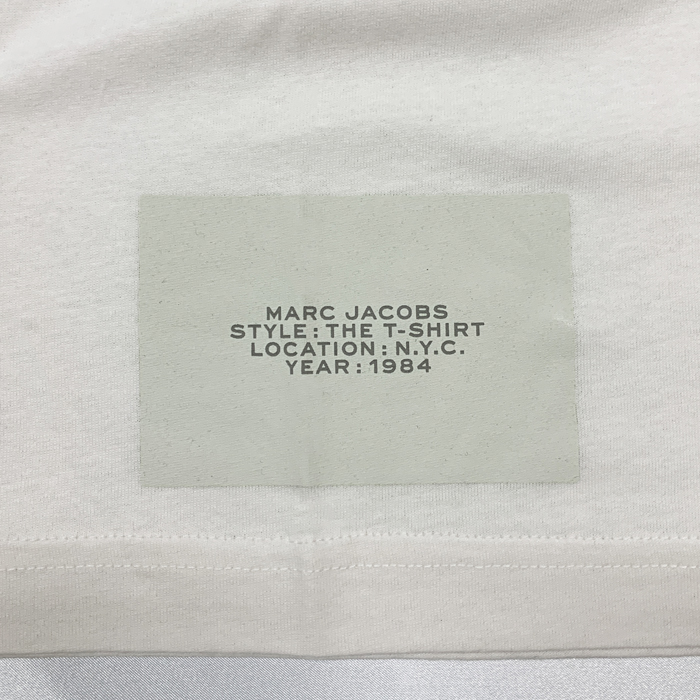 MARC JACOBS
STYLE : THE T-SHIRT
LOCATION : N.Y.C.
YEAR : 1984